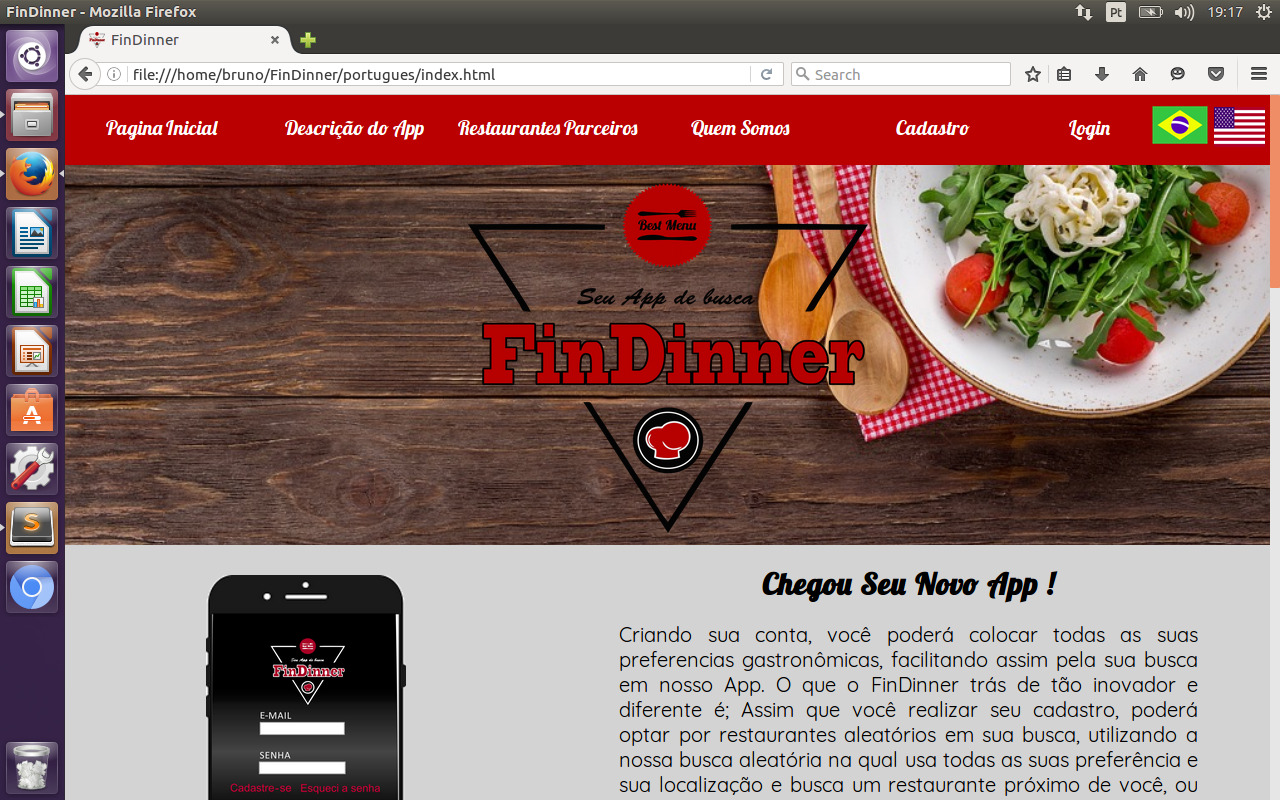 FinDinner - Mozilla Firefox
Pt
19:17
FinDinner
file:///home/bruno/FinDinner/portugues/index.html
Search
Pagina Inicial
Descrição do App
Restaurantes Parceiros
Quem Somos
Cadastro
Login
Best Menu
Seu App de busca
FinDinner
Chegou Seu Novo App !
Criando sua conta, você poderá colocar todas as suas
preferencias gastronômicas, facilitando assim pela sua busca
em nosso App. O que o FinDinner trás de tão inovador e
diferente é; Assim que você realizar seu cadastro, poderá
optar por restaurantes aleatórios em sua busca, utilizando a
nossa busca aleatória na qual usa todas as suas preferência e
sua localização e busca um restaurante próximo de você, ou
Seu App de busca
FinDinner
E-MAIL
SENHA
Cadastre-se Esqueci a senha